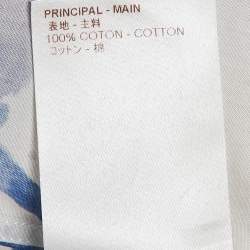 PRINCIPAL - MAIN
表地 - 主料
100% COTON - COTTON
コットン - 棉